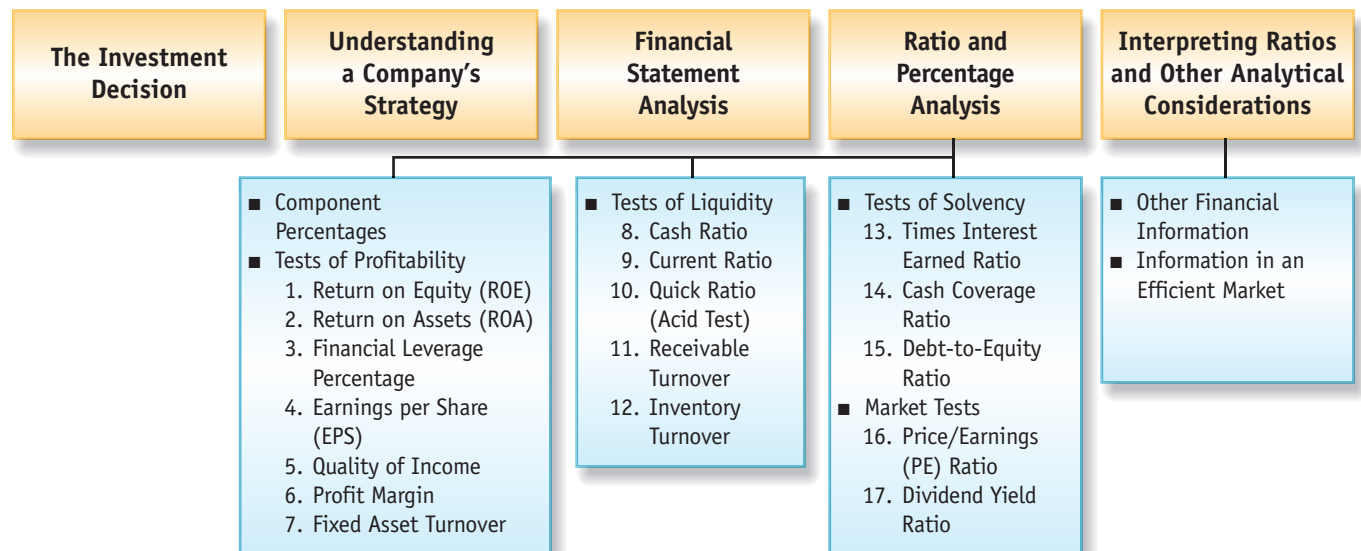 The Investment
Decision
Understanding
a Company's
Strategy
Financial
Statement
Analysis
Ratio and
Percentage
Analysis
Interpreting Ratios
and Other Analytical
Considerations
■ Component
Percentages
■ Tests of Profitability
1. Return on Equity (ROE)
2. Return on Assets (ROA)
3. Financial Leverage
Percentage
4. Earnings per Share
(EPS)
5. Quality of Income
6. Profit Margin
7. Fixed Asset Turnover
■ Tests of Liquidity
8. Cash Ratio
9. Current Ratio
10. Quick Ratio
(Acid Test)
11. Receivable
Turnover
12. Inventory
Turnover
■ Tests of Solvency
13. Times Interest
Earned Ratio
14. Cash Coverage
Ratio
15. Debt-to-Equity
Ratio
■ Market Tests
16. Price/Earnings
(PE) Ratio
17. Dividend Yield
Ratio
■ Other Financial
Information
■ Information in an
Efficient Market